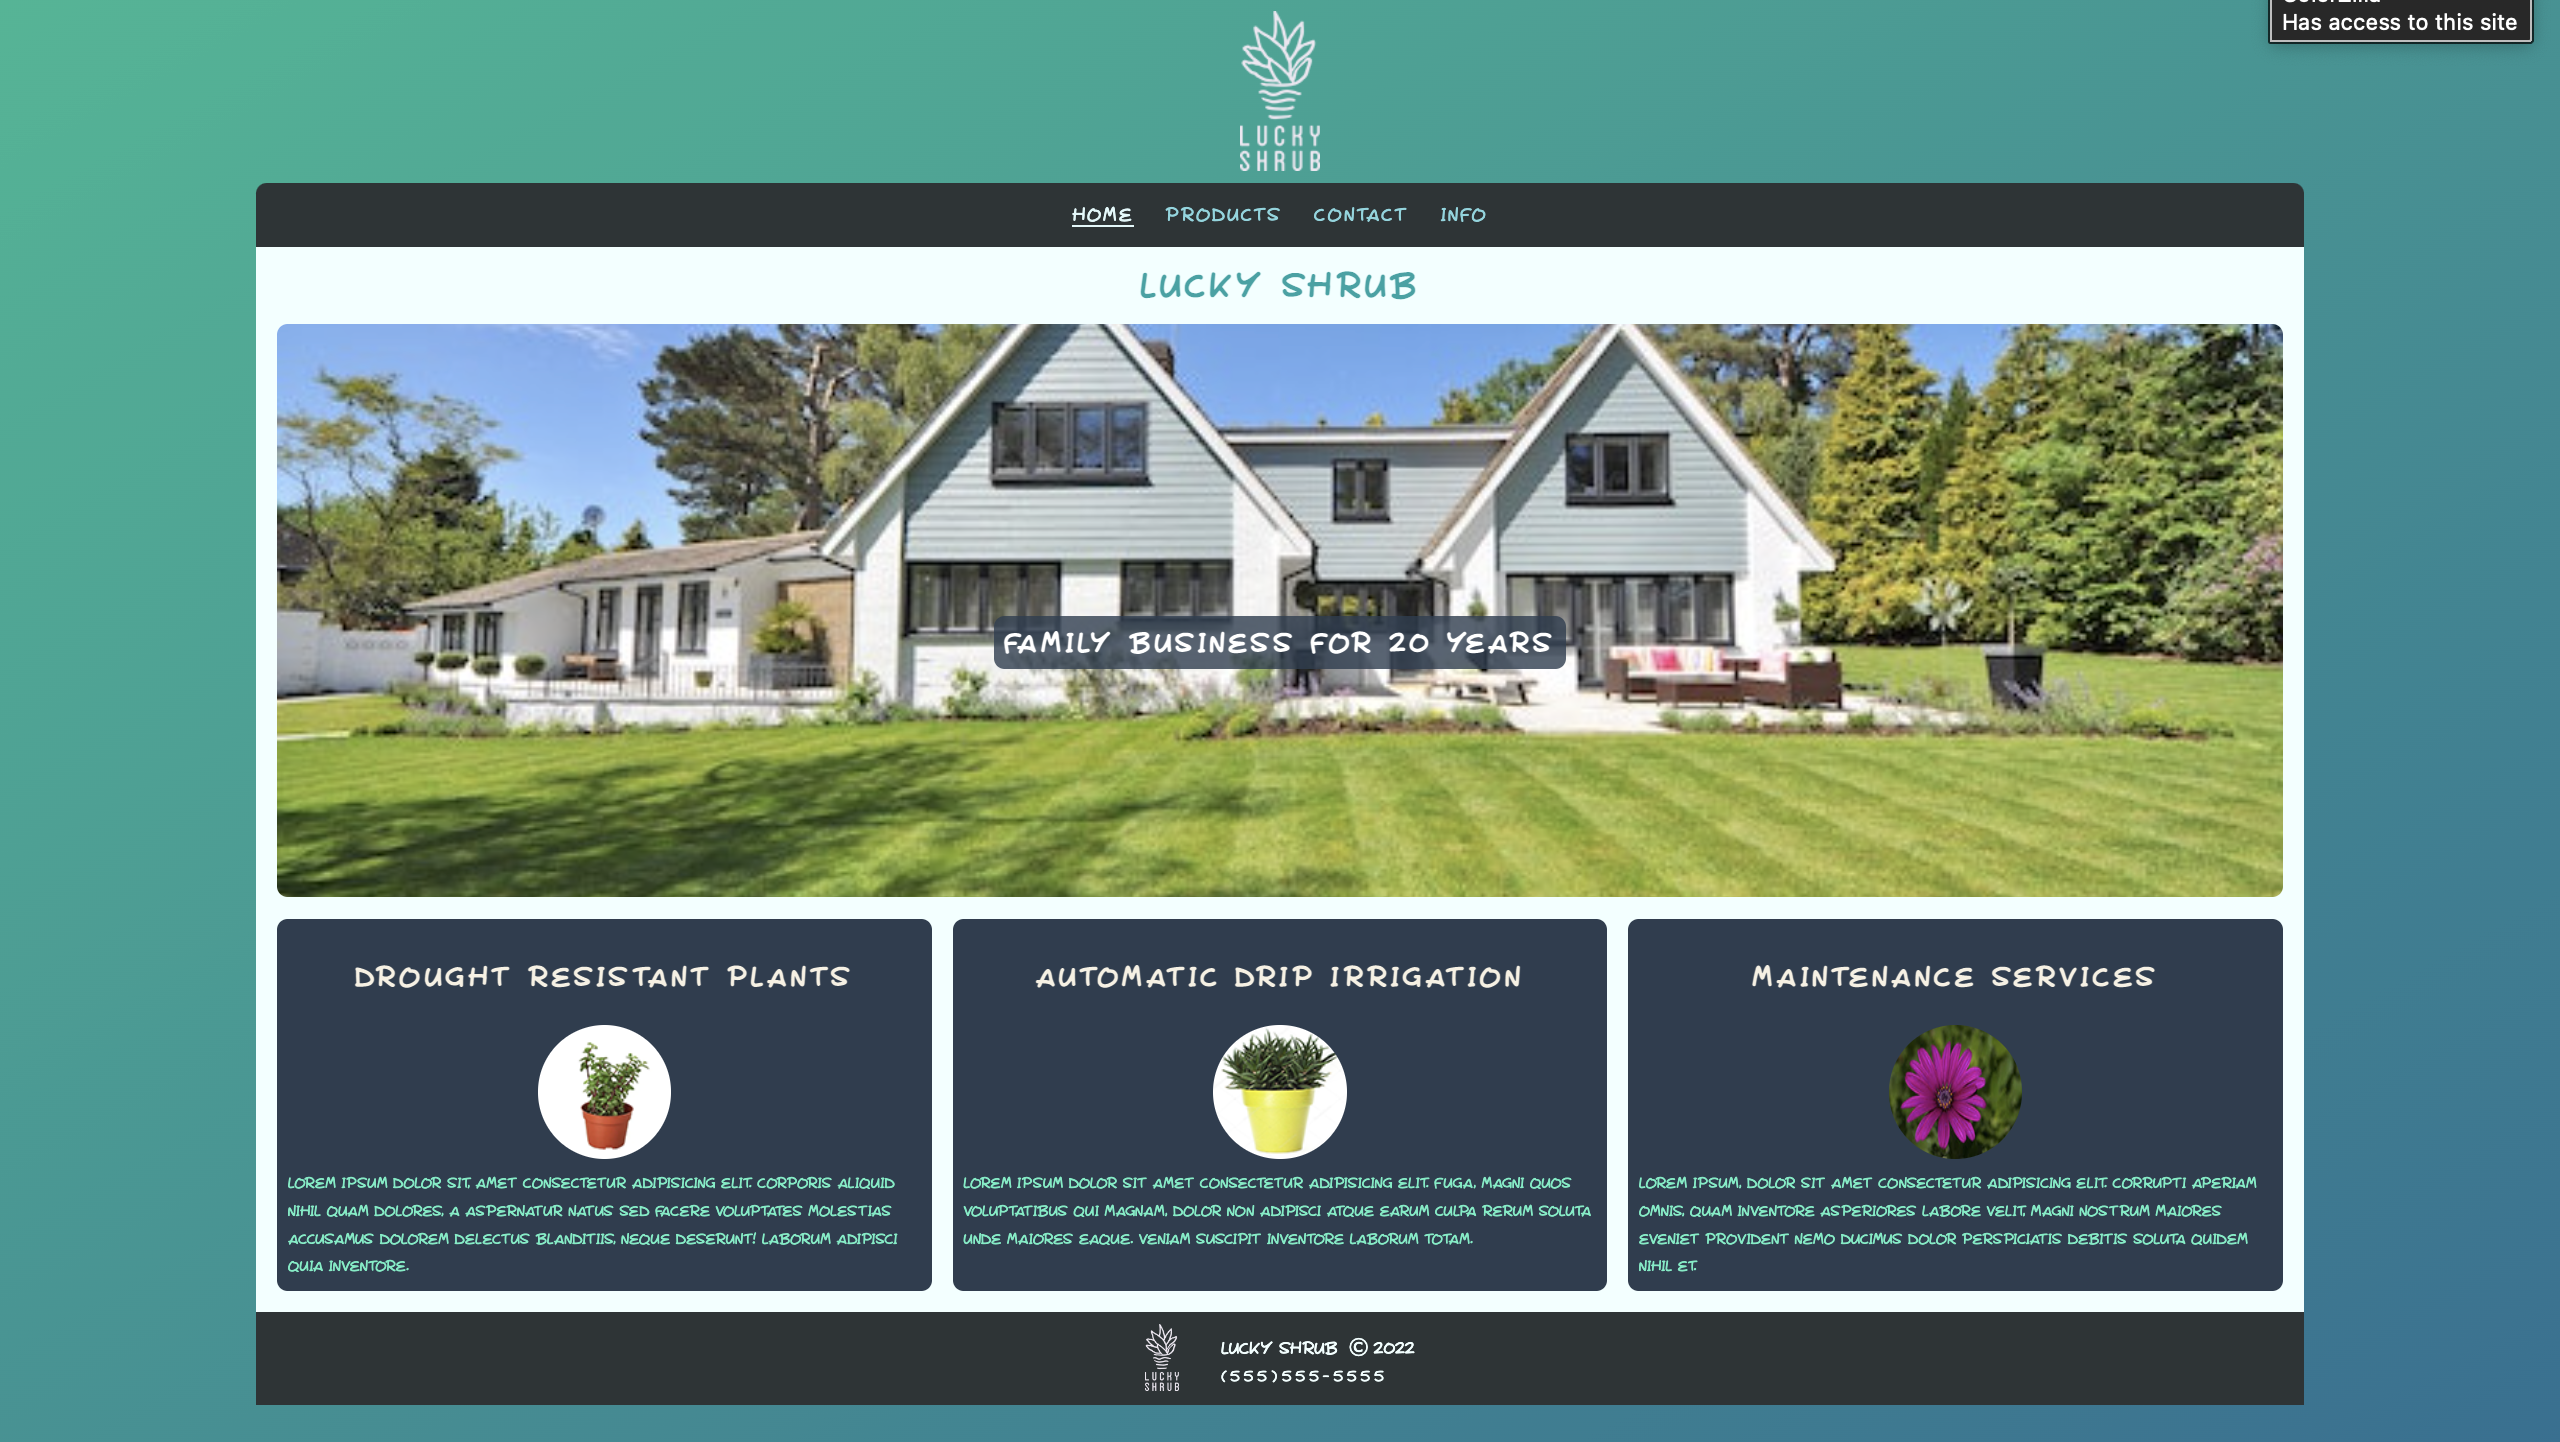 Has access to this site
LUCKY
SHRUB
HOME PRODUCTS CONTACT INFO
LUCKY SHRUB
FAMILY BUSINESS FOR 20 YEARS
DROUGHT RESISTANT PLANTS
LOREM IPSUM DOLOR SIT, AMET CONSECTETUR ADIPISICING ELIT. CORPORIS ALIQUID
NIHIL QUAM DOLORES, A ASPERNATUR NATUS SED FACERE VOLUPTATES MOLESTIAS
ACCUSAMUS DOLOREM DELECTUS BLANDITIIS, NEQUE DESERUNT! LABORUM ADIPISCI
QUIA INVENTORE.
AUTOMATIC DRIP IRRIGATION
LOREM IPSUM DOLOR SIT AMET CONSECTETUR ADIPISICING ELIT. FUGA, MAGNI QUOS
VOLUPTATIBUS QUI MAGNAM, DOLOR NON ADIPISCI ATQUE EARUM CULPA RERUM SOLUTA
UNDE MAIORES EAQUE. VENIAM SUSCIPIT INVENTORE LABORUM TOTAM.
MAINTENANCE SERVICES
LOREM IPSUM, DOLOR SIT AMET CONSECTETUR ADIPISICING ELIT. CORRUPTI APERIAM
OMNIS, QUAM INVENTORE ASPERIORES LABORE VELIT, MAGNI NOSTRUM MAIORES
EVENIET PROVIDENT NEMO DUCIMUS DOLOR PERSPICIATIS DEBITIS SOLUTA QUIDEM
NIHIL ET.
LUCKY
SHRUB
LUCKY SHRUB © 2022
(555)555-5555